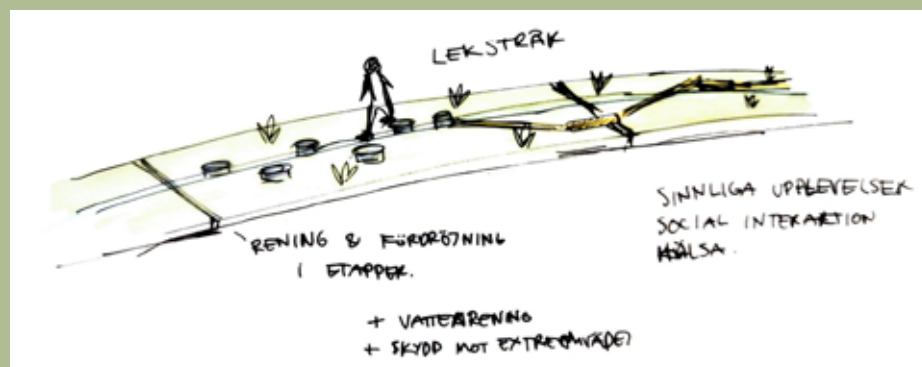 LEKSTRÅK
SINNLIGA UPPLEVELSER
SOCIAL INTERAKTION
HÄLSA.
RENING & FÖRDRÖJNING
I ETAPPER.
+ VATTENRENING
+ SKYDD MOT EXTREMVÄDER